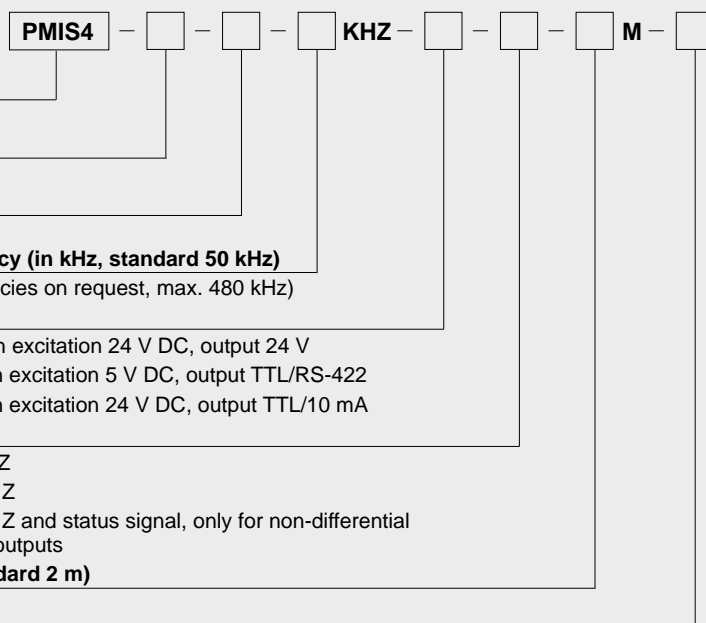 PMIS4 – – – KHZ – – – M –
cy (in kHz, standard 50 kHz)
cies on request, max. 480 kHz)
n excitation 24 V DC, output 24 V
n excitation 5 V DC, output TTL/RS-422
n excitation 24 V DC, output TTL/10 mA
Z
Z
Z and status signal, only for non-differential
outputs
dard 2 m)